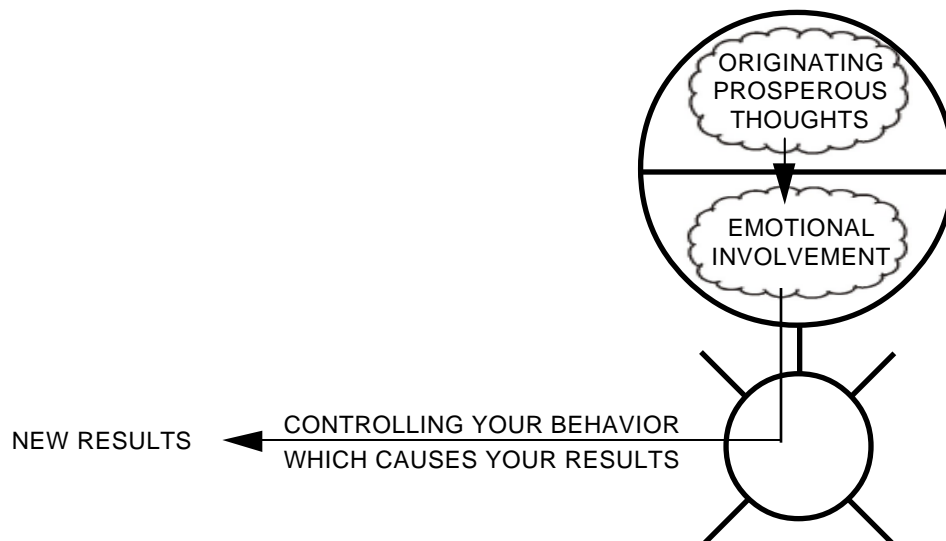 ORIGINATING
PROSPEROUS
THOUGHTS
EMOTIONAL
INVOLVEMENT
CONTROLLING YOUR BEHAVIOR
NEW RESULTS
WHICH CAUSES YOUR RESULTS